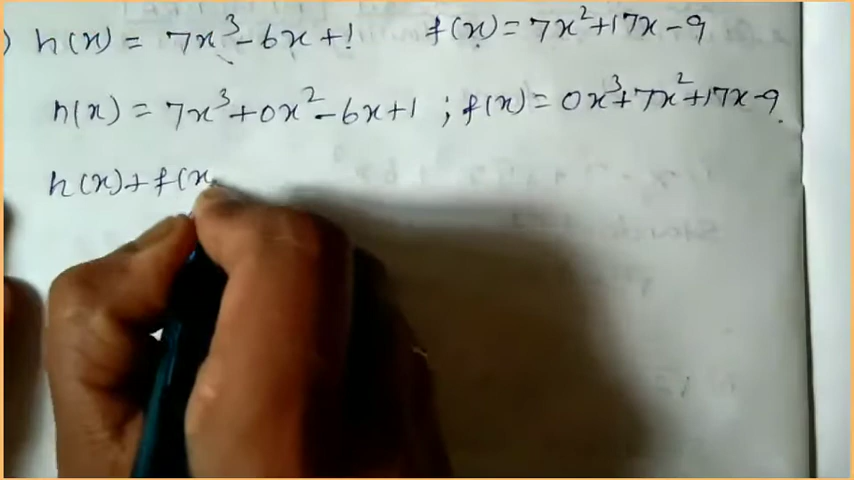 ) h(x) = 7x³ - 6x + 1 f(x) = 7x² + 17x - 9
h(x) = 7x³ + 0x² - 6x + 1 ; f(x) = 0x³ + 7x² + 17x - 9.
h(x) + f(x